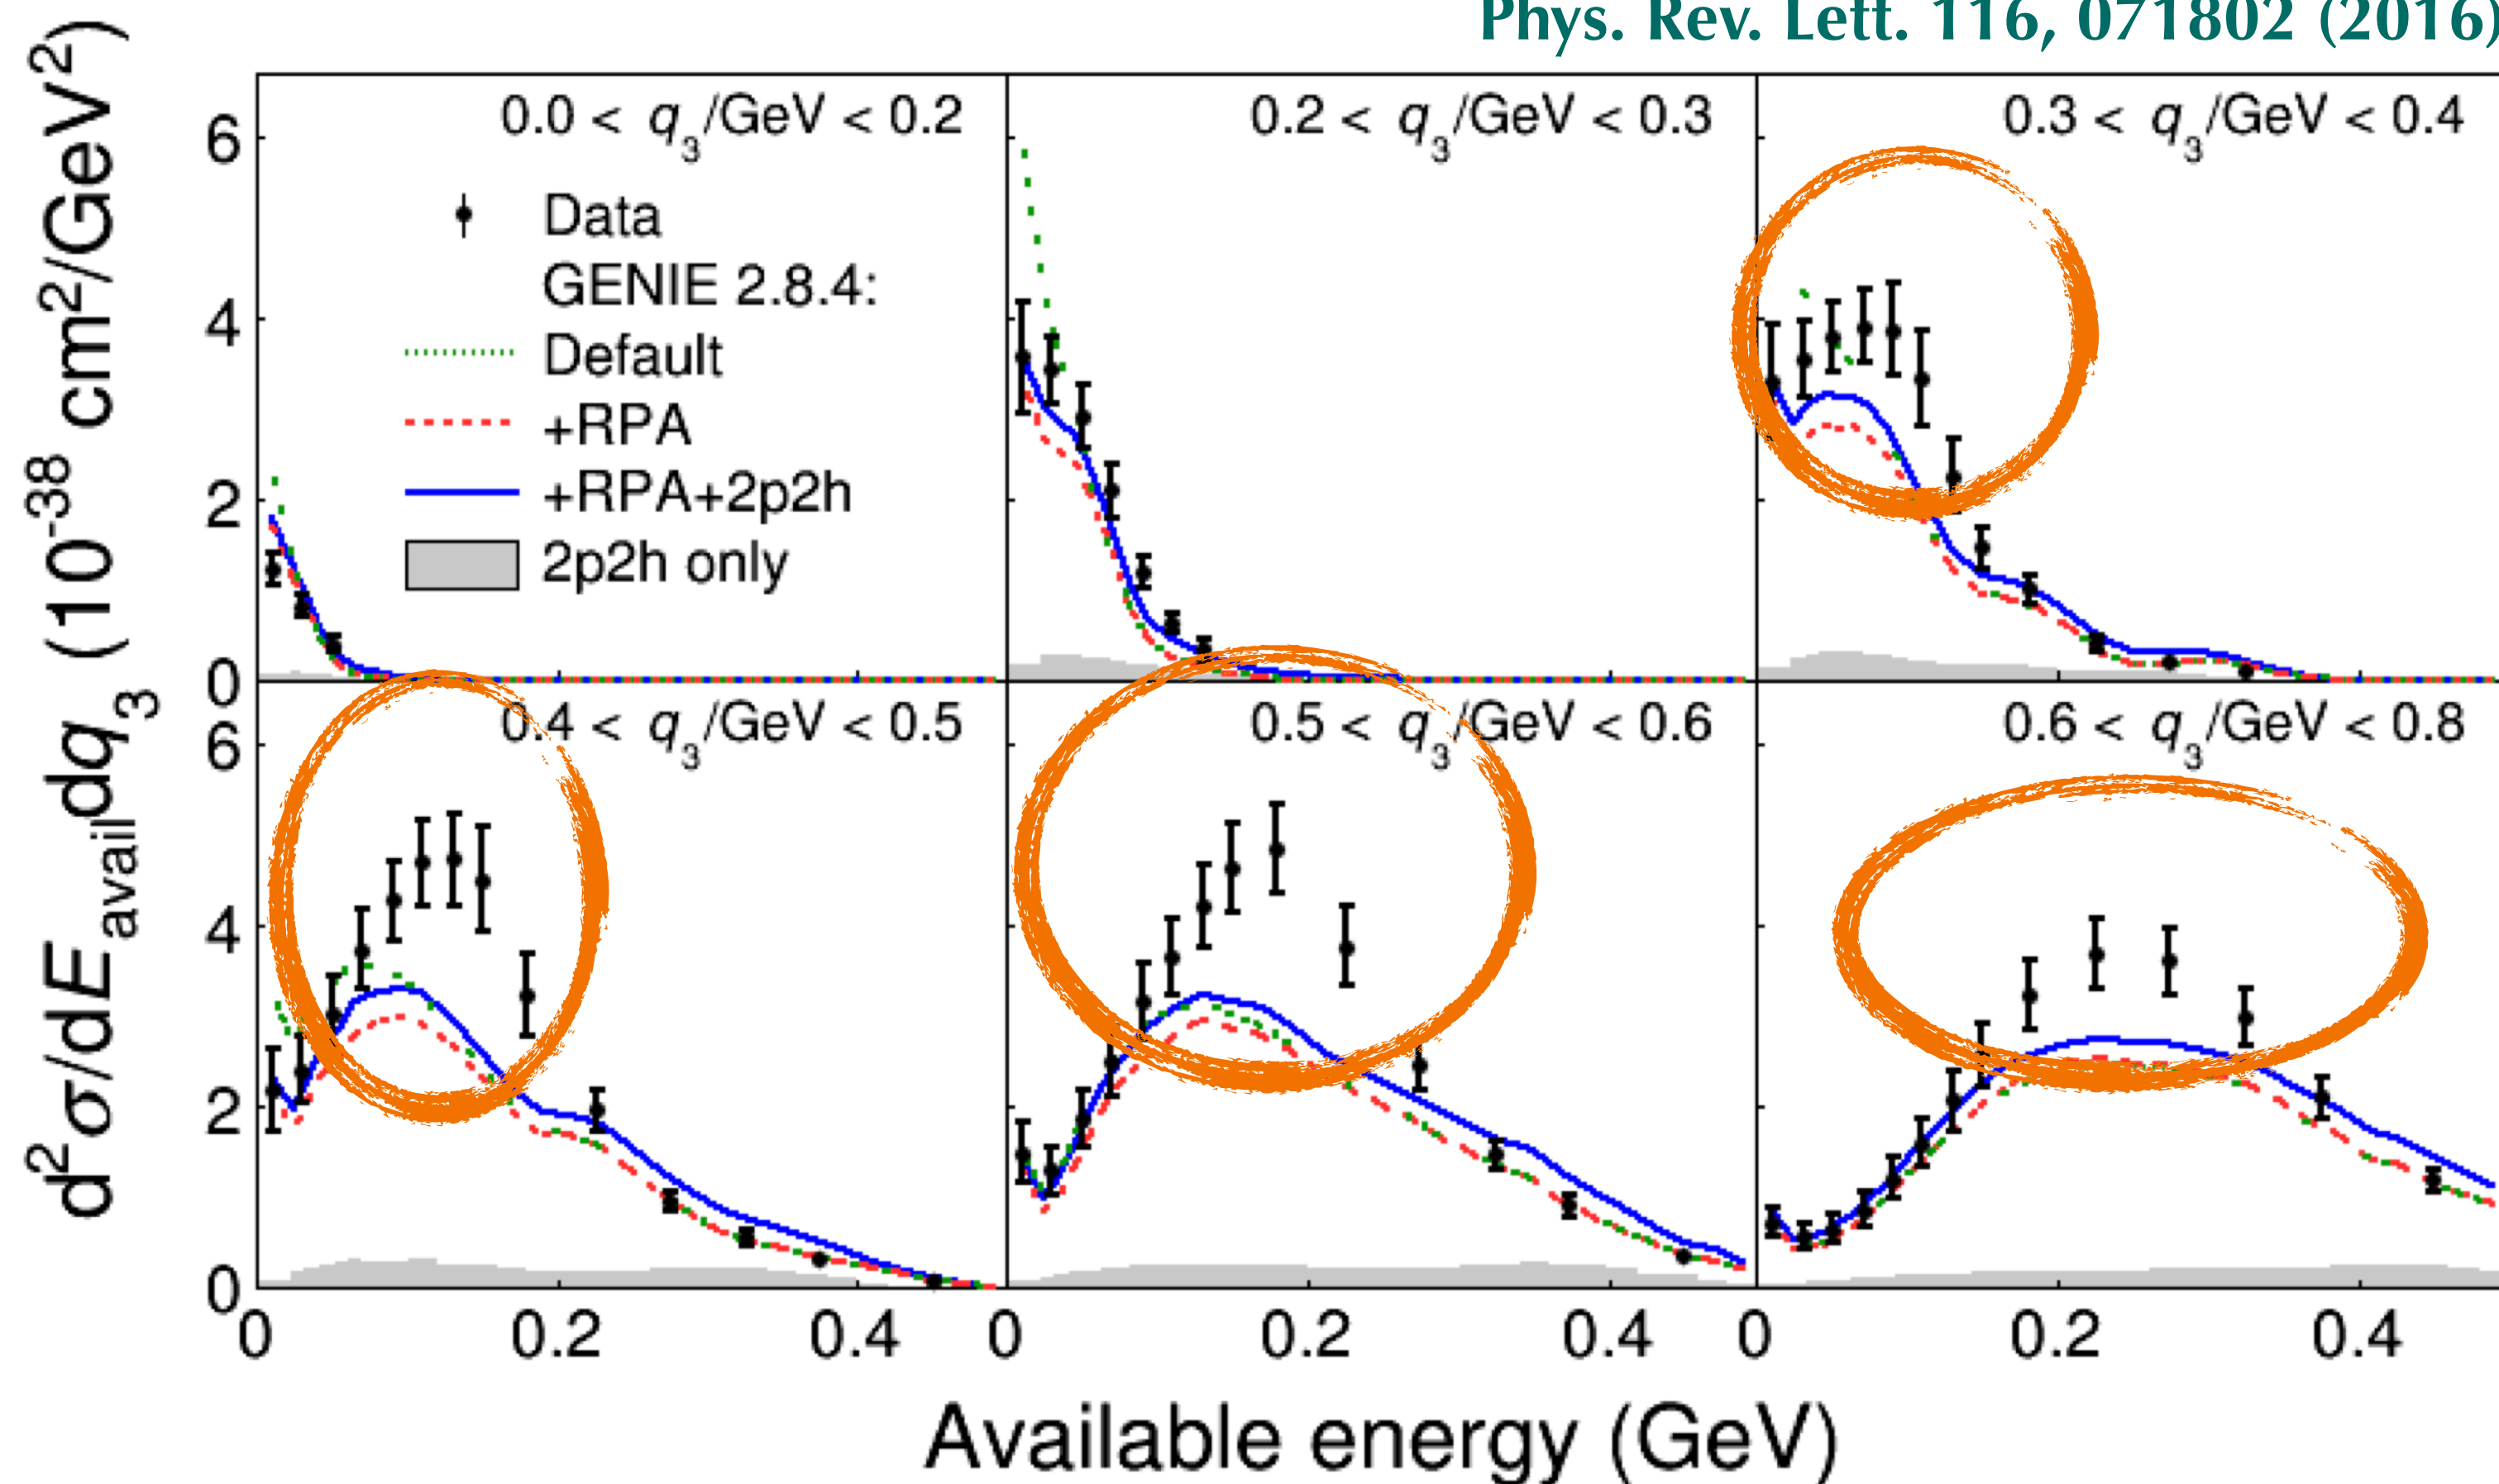 Phys. Rev. Lett. 116, 071802 (2016)
d²σ/dE_avail dq₃ (10⁻³⁸ cm²/GeV²)
0.0 < q₃/GeV < 0.2
0.2 < q₃/GeV < 0.3
0.3 < q₃/GeV < 0.4
6
4
2
0
Data
GENIE 2.8.4:
Default
+RPA
+RPA+2p2h
2p2h only
0.4 < q₃/GeV < 0.5
0.5 < q₃/GeV < 0.6
0.6 < q₃/GeV < 0.8
6
4
2
0
0 0.2 0.4 0 0.2 0.4 0 0.2 0.4
Available energy (GeV)